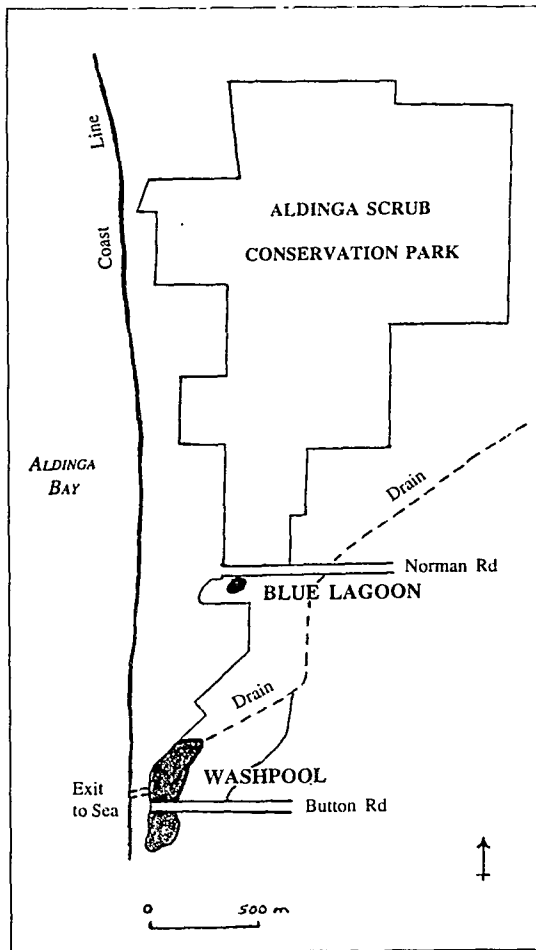 Line
Coast
ALDINGA SCRUB
CONSERVATION PARK
ALDINGA
BAY
Drain
Norman Rd
BLUE LAGOON
Drain
WASHPOOL
Exit
to Sea
Button Rd
0 500 m